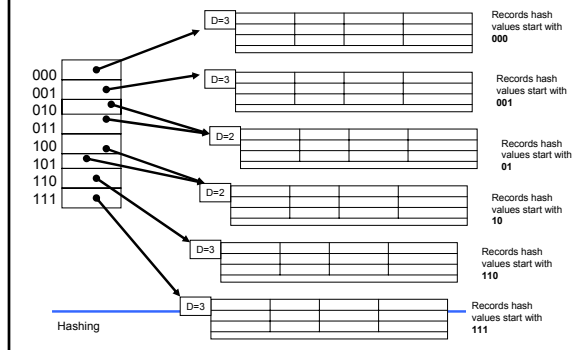 D=3
Records hash
values start with
000
000
001
010
011
100
101
110
111
D=3
Records hash
values start with
001
D=2
Records hash
values start with
01
D=2
Records hash
values start with
10
D=3
Records hash
values start with
110
D=3
Records hash
values start with
111
Hashing